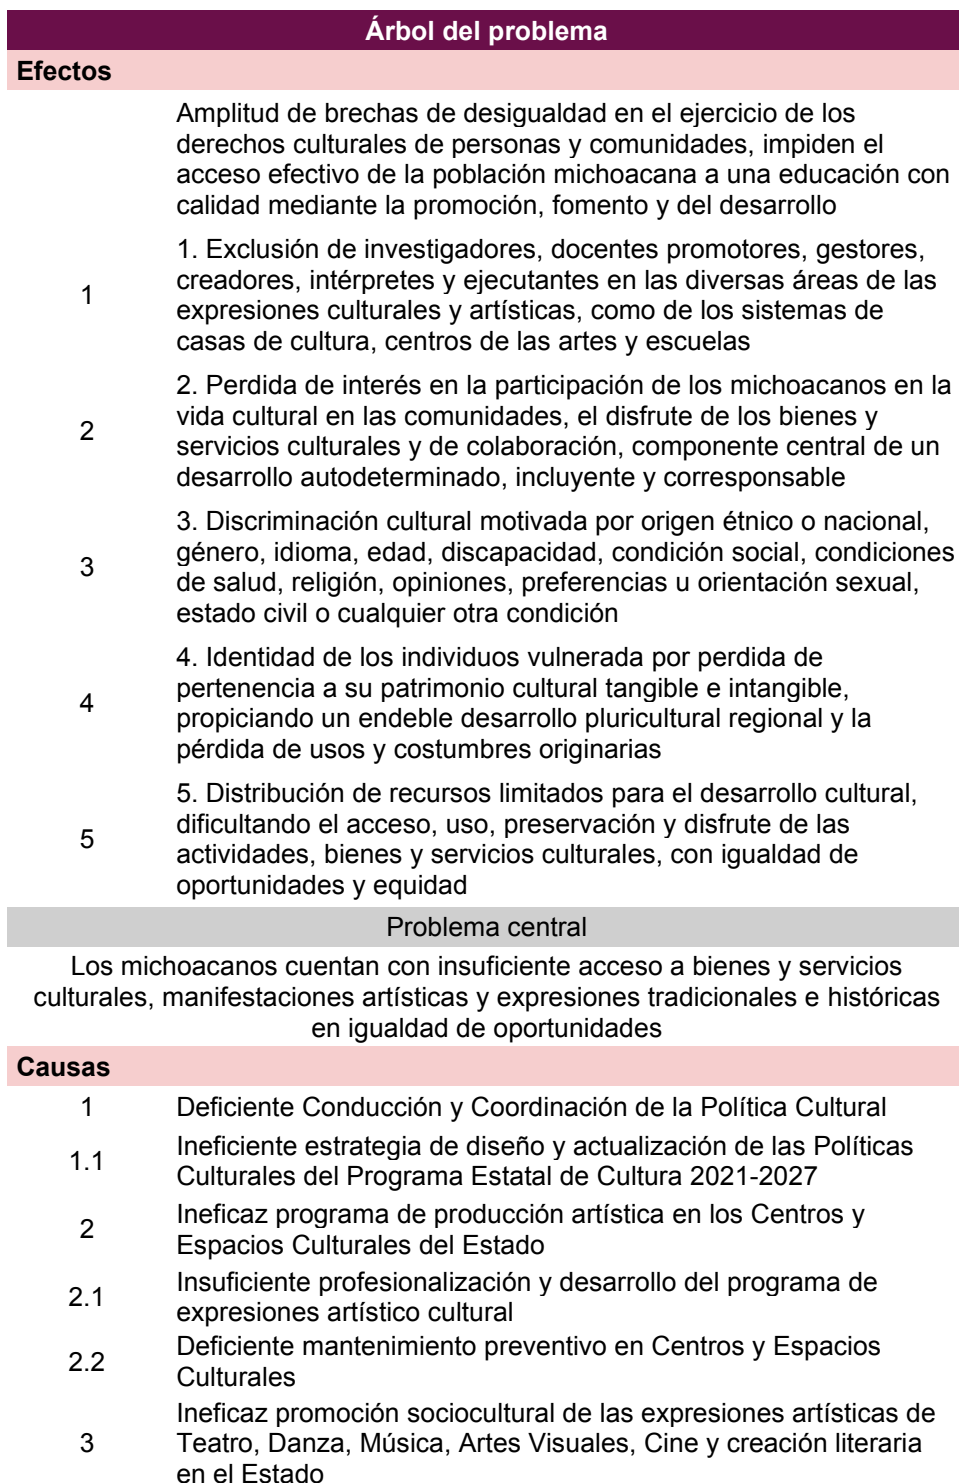 Árbol del problema
Efectos
Amplitud de brechas de desigualdad en el ejercicio de los
derechos culturales de personas y comunidades, impiden el
acceso efectivo de la población michoacana a una educación con
calidad mediante la promoción, fomento y del desarrollo
1
1. Exclusión de investigadores, docentes promotores, gestores,
creadores, intérpretes y ejecutantes en las diversas áreas de las
expresiones culturales y artísticas, como de los sistemas de
casas de cultura, centros de las artes y escuelas
2
2. Perdida de interés en la participación de los michoacanos en la
vida cultural en las comunidades, el disfrute de los bienes y
servicios culturales y de colaboración, componente central de un
desarrollo autodeterminado, incluyente y corresponsable
3
3. Discriminación cultural motivada por origen étnico o nacional,
género, idioma, edad, discapacidad, condición social, condiciones
de salud, religión, opiniones, preferencias u orientación sexual,
estado civil o cualquier otra condición
4
4. Identidad de los individuos vulnerada por perdida de
pertenencia a su patrimonio cultural tangible e intangible,
propiciando un endeble desarrollo pluricultural regional y la
pérdida de usos y costumbres originarias
5
5. Distribución de recursos limitados para el desarrollo cultural,
dificultando el acceso, uso, preservación y disfrute de las
actividades, bienes y servicios culturales, con igualdad de
oportunidades y equidad
Problema central
Los michoacanos cuentan con insuficiente acceso a bienes y servicios
culturales, manifestaciones artísticas y expresiones tradicionales e históricas
en igualdad de oportunidades
Causas
1 Deficiente Conducción y Coordinación de la Política Cultural
1.1
Ineficiente estrategia de diseño y actualización de las Políticas
Culturales del Programa Estatal de Cultura 2021-2027
2
Ineficaz programa de producción artística en los Centros y
Espacios Culturales del Estado
2.1
Insuficiente profesionalización y desarrollo del programa de
expresiones artístico cultural
2.2
Deficiente mantenimiento preventivo en Centros y Espacios
Culturales
3
Ineficaz promoción sociocultural de las expresiones artísticas de
Teatro, Danza, Música, Artes Visuales, Cine y creación literaria
en el Estado